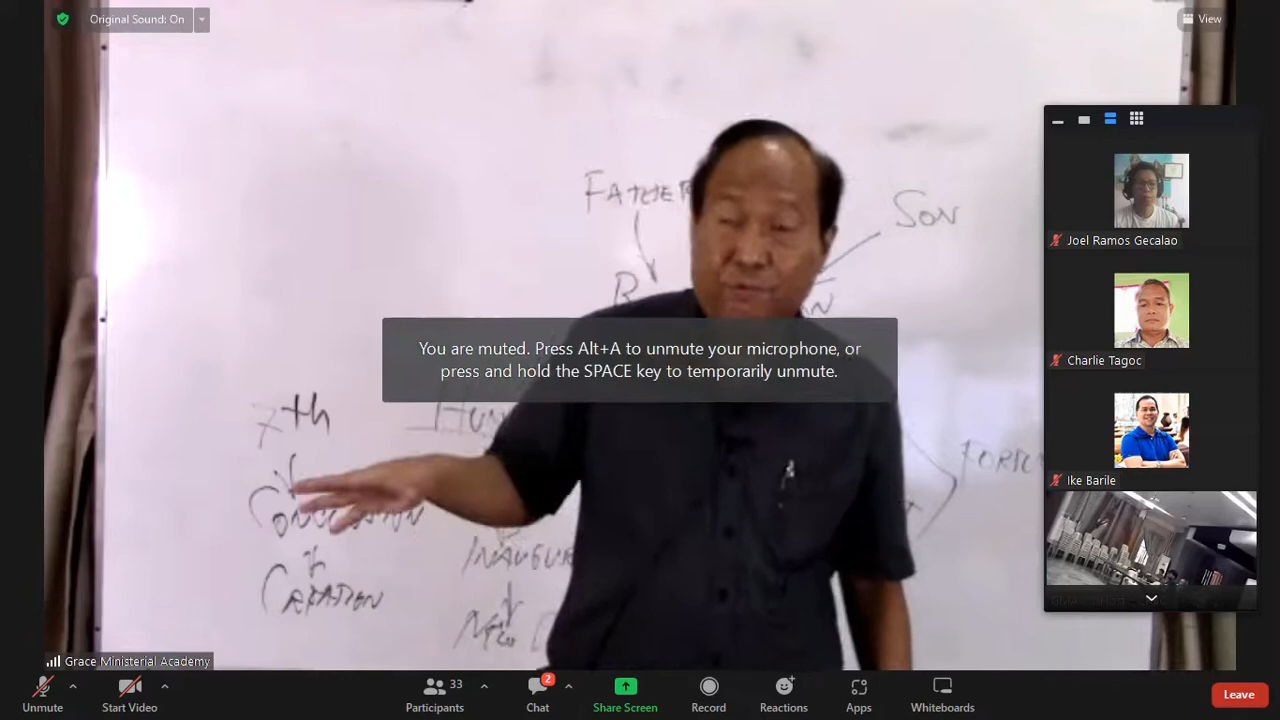 Original Sound: On
View
FATHER
SON
Joel Ramos Gecalao
You are muted. Press Alt+A to unmute your microphone, or
press and hold the SPACE key to temporarily unmute.
Charlie Tagoc
7th
CREATION
Ike Barile
Grace Ministerial Academy
Unmute
Start Video
Participants
33
Chat
2
Share Screen
Record
Reactions
Apps
Whiteboards
Leave